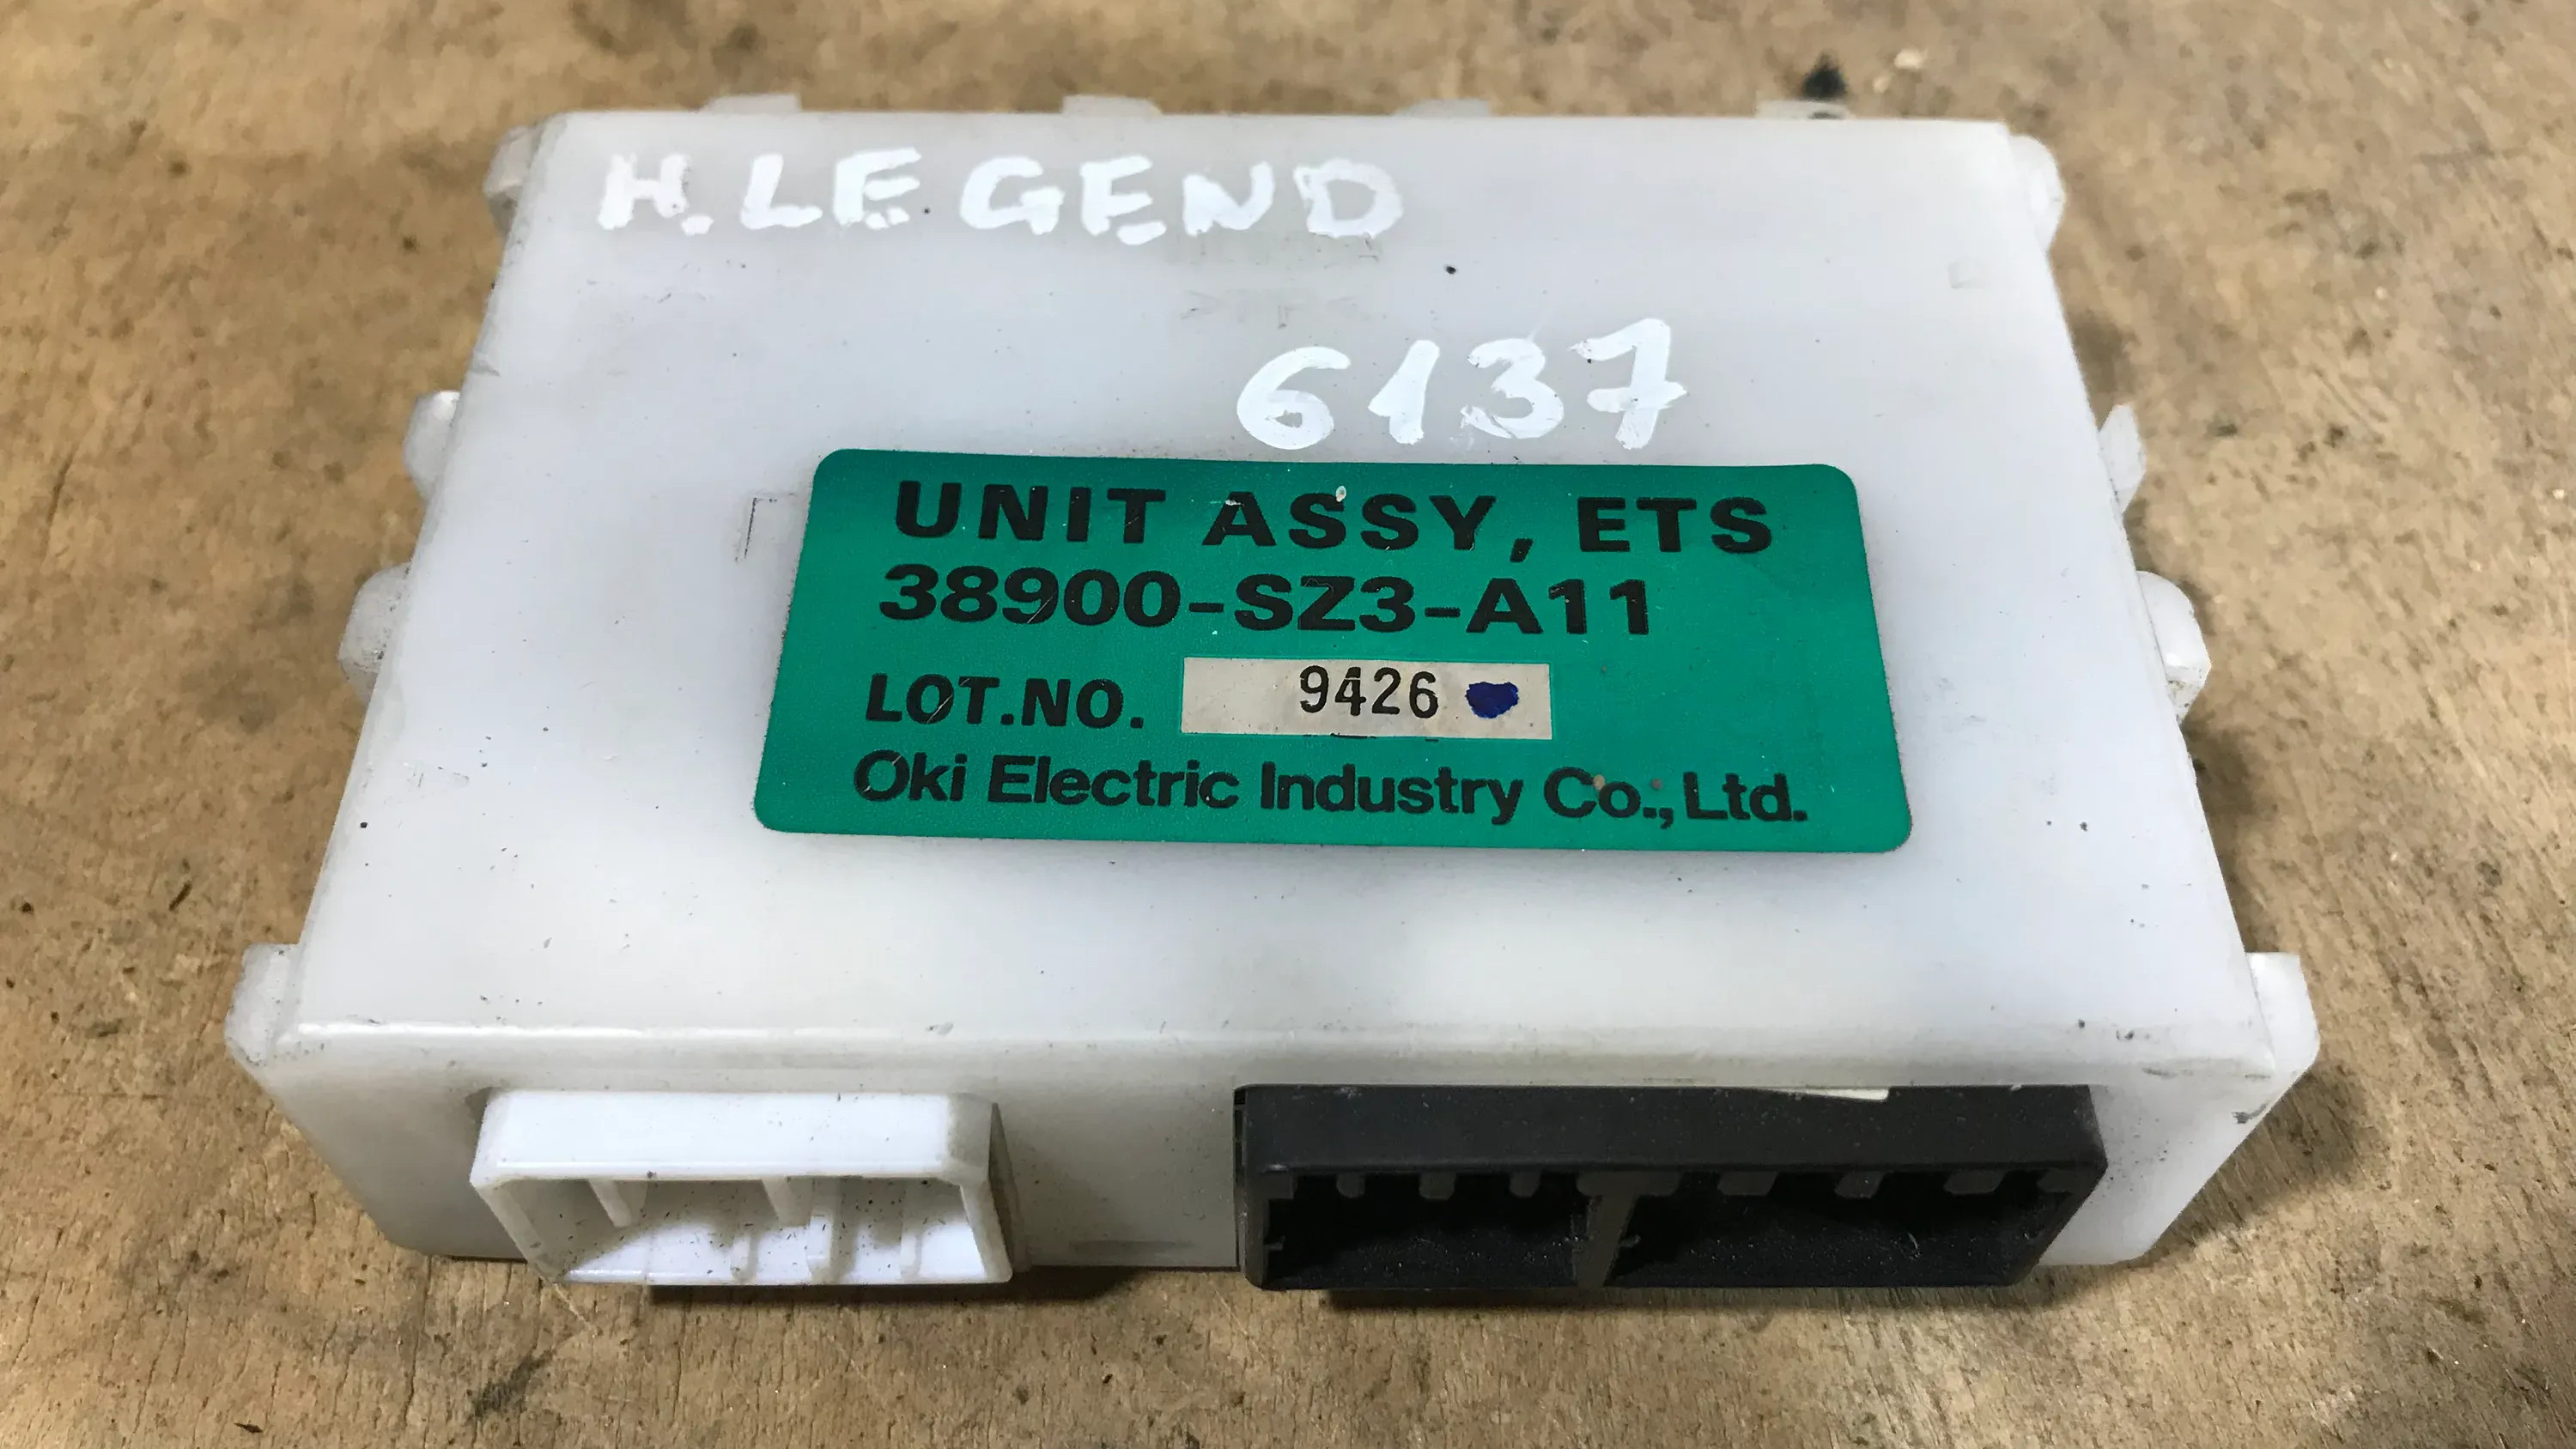 H.LEGEND
6137
UNIT ASSY, ETS
38900-SZ3-A11
LOT.NO. 9426
Oki Electric Industry Co., Ltd.